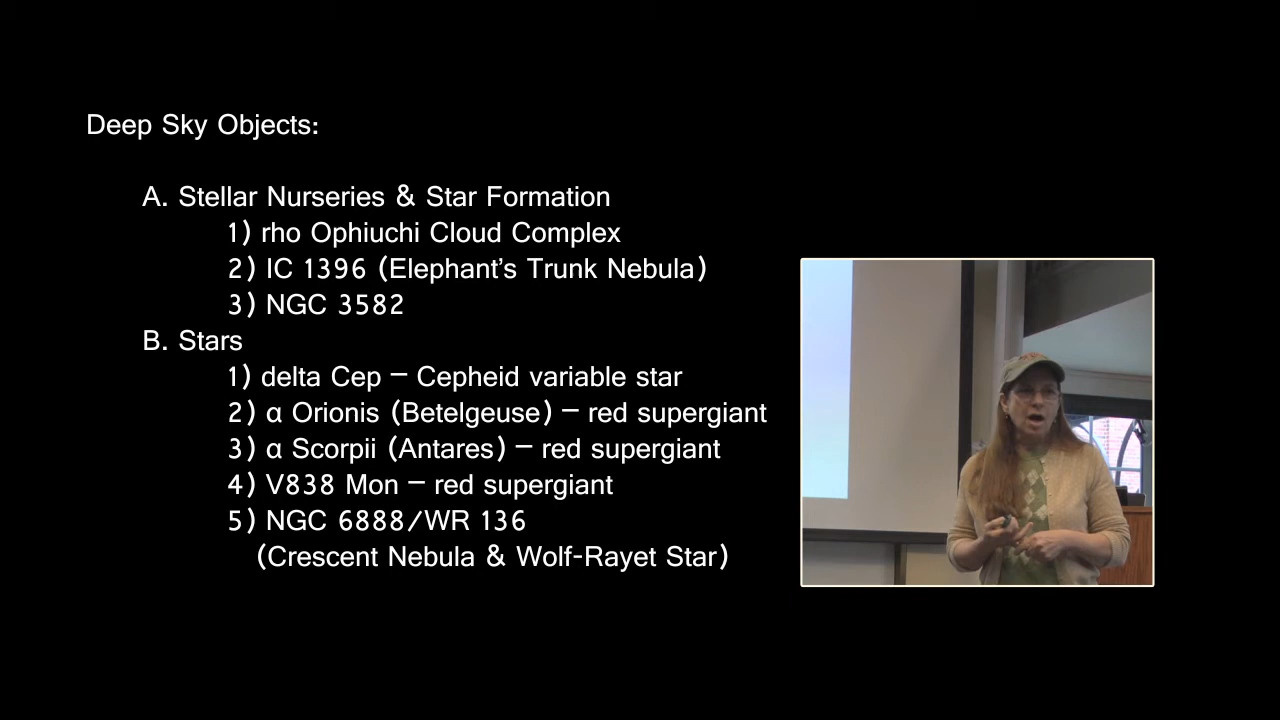 Deep Sky Objects:
A. Stellar Nurseries & Star Formation
1) rho Ophiuchi Cloud Complex
2) IC 1396 (Elephant’s Trunk Nebula)
3) NGC 3582
B. Stars
1) delta Cep – Cepheid variable star
2) α Orionis (Betelgeuse) – red supergiant
3) α Scorpii (Antares) – red supergiant
4) V838 Mon – red supergiant
5) NGC 6888/WR 136
(Crescent Nebula & Wolf-Rayet Star)